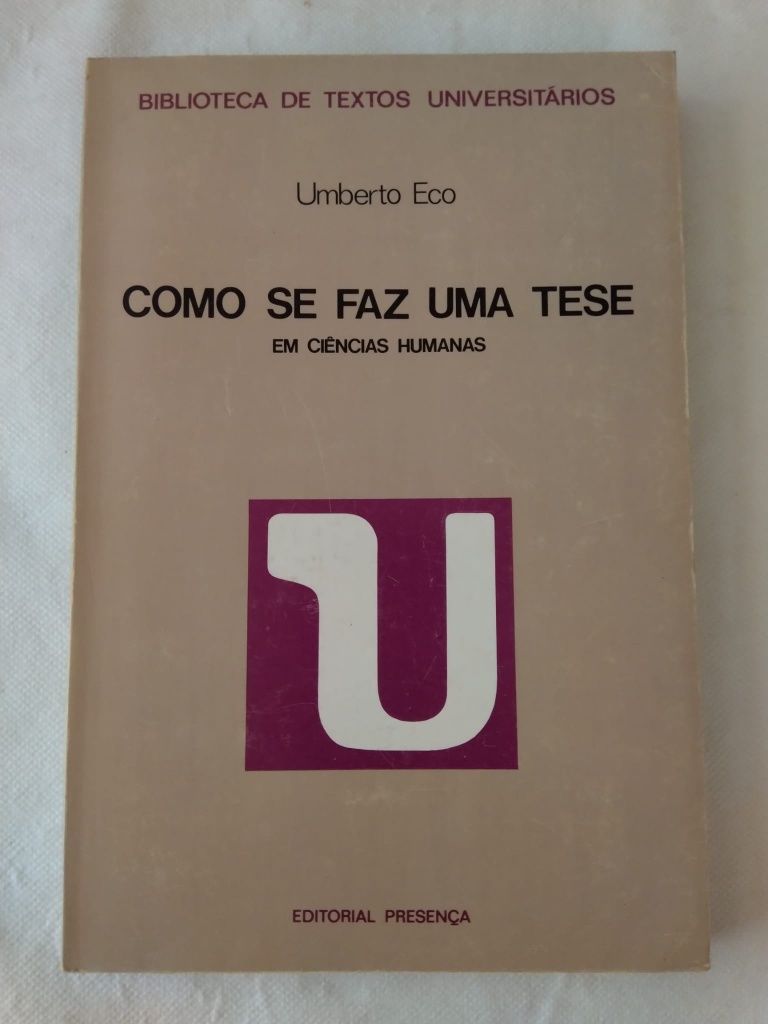 BIBLIOTECA DE TEXTOS UNIVERSITÁRIOS
Umberto Eco
COMO SE FAZ UMA TESE
EM CIÊNCIAS HUMANAS
U
EDITORIAL PRESENÇA